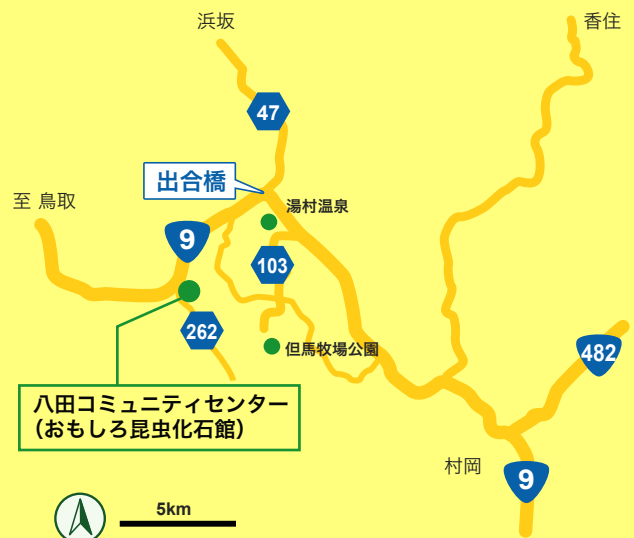 浜坂
香住
47
出合橋
至 鳥取
湯村温泉
9
103
262
但馬牧場公園
482
八田コミュニティセンター
（おもしろ昆虫化石館）
村岡
9
5km